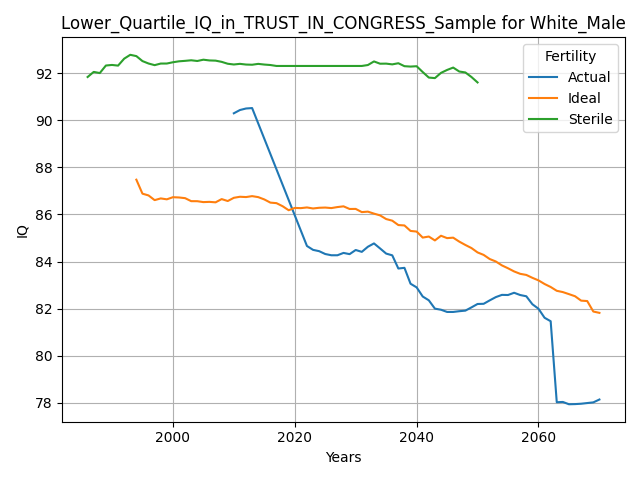 Lower_Quartile_IQ_in_TRUST_IN_CONGRESS_Sample for White_Male
Fertility
Actual
Ideal
Sterile
IQ
92
90
88
86
84
82
80
78
2000 2020 2040 2060
Years